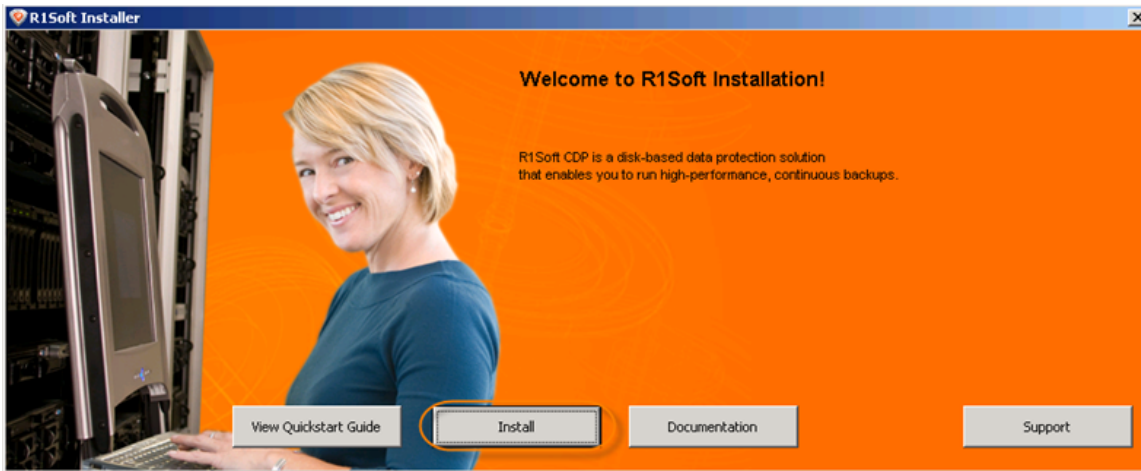 R1Soft Installer
Welcome to R1Soft Installation!
R1Soft CDP is a disk-based data protection solution
that enables you to run high-performance, continuous backups.
View Quickstart Guide
Install
Documentation
Support